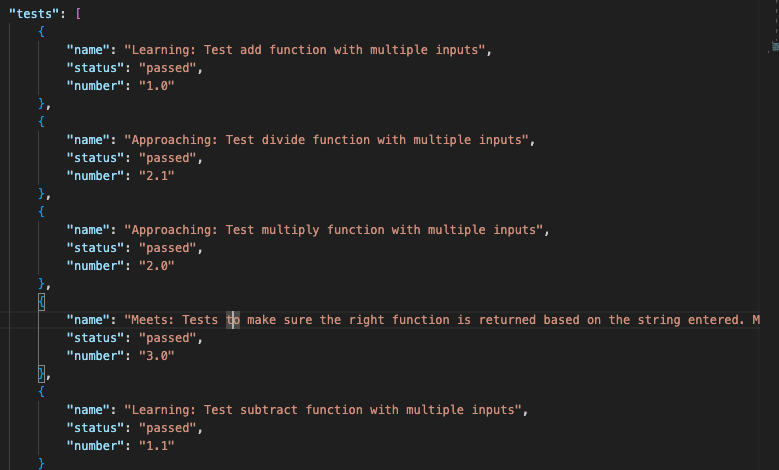 "tests": [
{
"name": "Learning: Test add function with multiple inputs",
"status": "passed",
"number": "1.0"
},
{
"name": "Approaching: Test divide function with multiple inputs",
"status": "passed",
"number": "2.1"
},
{
"name": "Approaching: Test multiply function with multiple inputs",
"status": "passed",
"number": "2.0"
},
{
"name": "Meets: Tests to make sure the right function is returned based on the string entered. M
"status": "passed",
"number": "3.0"
},
{
"name": "Learning: Test subtract function with multiple inputs",
"status": "passed",
"number": "1.1"
}